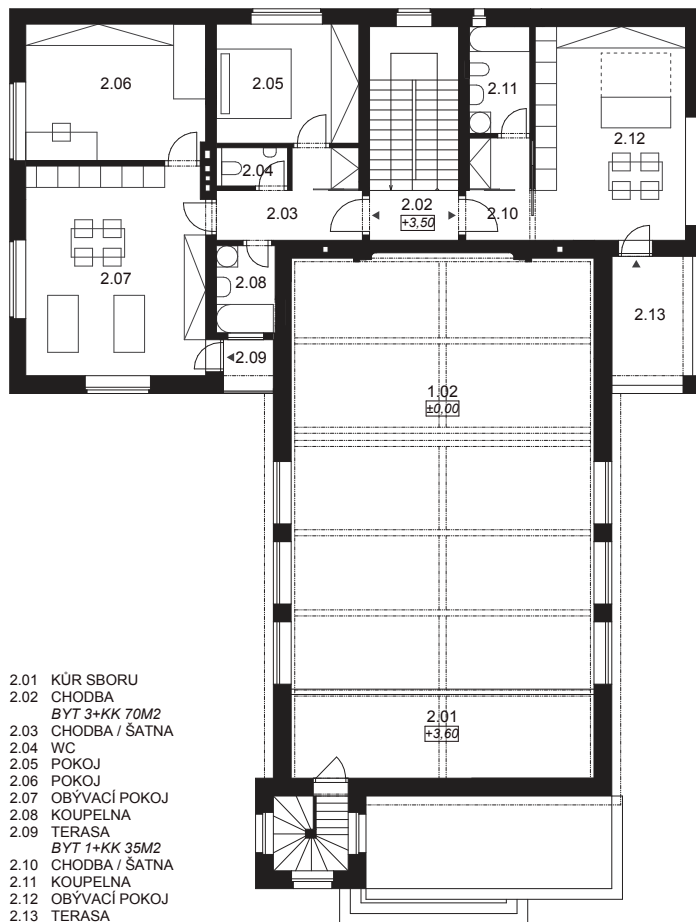 2.06
2.05
2.11
2.12
2.04
2.03
2.02
+3,50
2.10
2.07
2.08
2.13
2.09
1.02
±0,00
2.01
+3,60
2.01 KŮR SBORU
2.02 CHODBA
BYT 3+KK 70M2
2.03 CHODBA / ŠATNA
2.04 WC
2.05 POKOJ
2.06 POKOJ
2.07 OBÝVACÍ POKOJ
2.08 KOUPELNA
2.09 TERASA
BYT 1+KK 35M2
2.10 CHODBA / ŠATNA
2.11 KOUPELNA
2.12 OBÝVACÍ POKOJ
2.13 TERASA